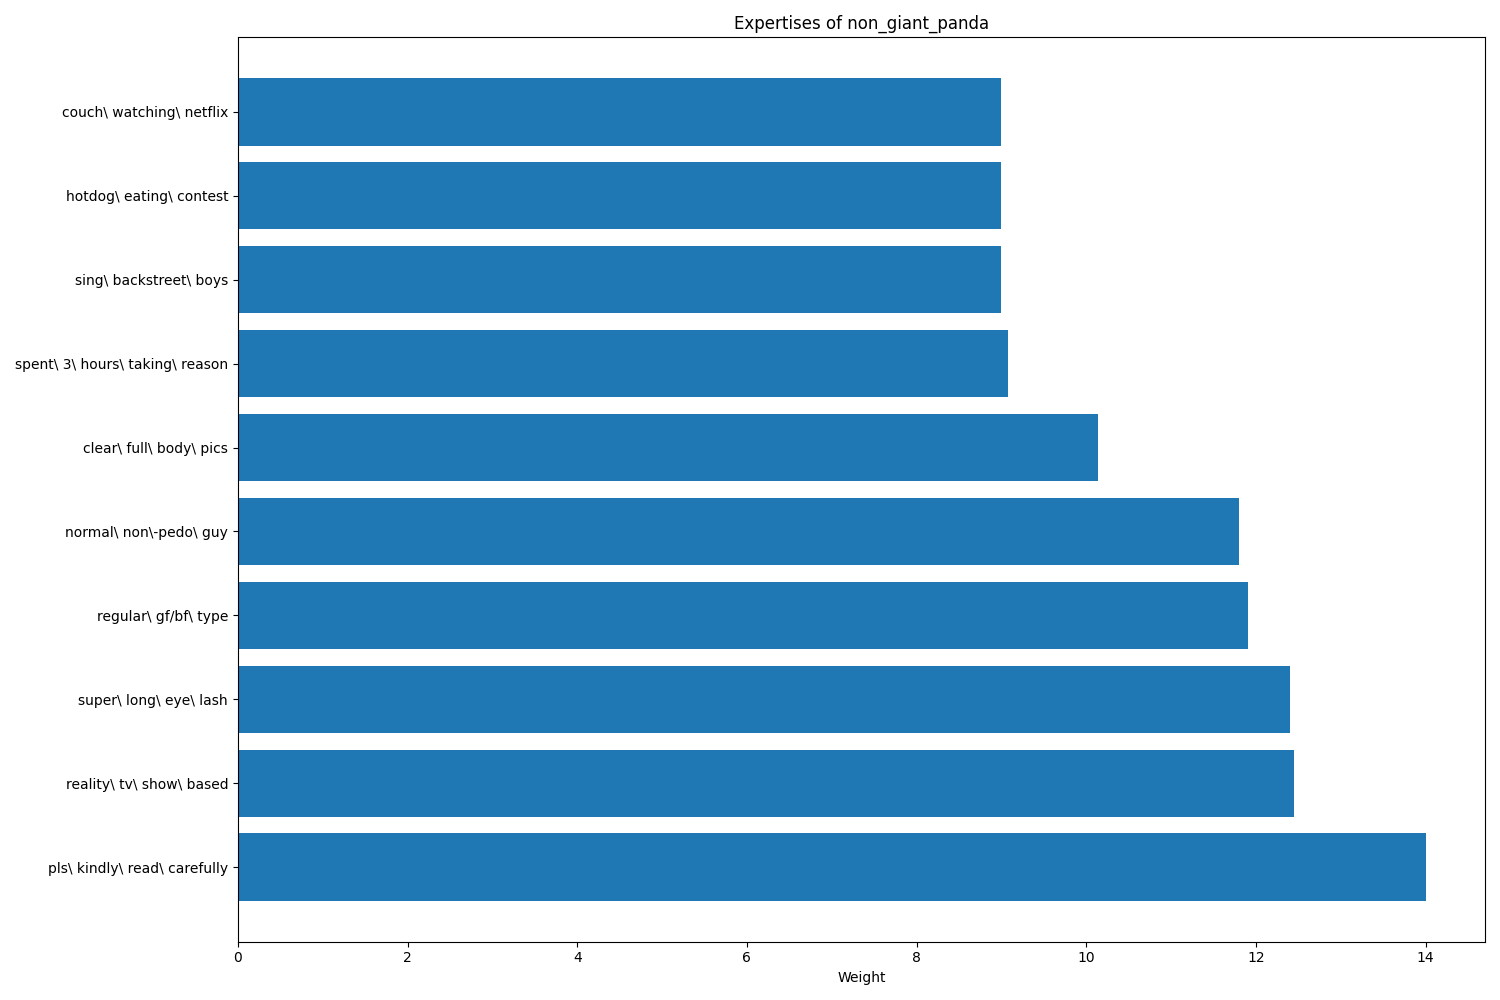 Expertises of non_giant_panda
couch\ watching\ netflix
hotdog\ eating\ contest
sing\ backstreet\ boys
spent\ 3\ hours\ taking\ reason
clear\ full\ body\ pics
normal\ non\-pedo\ guy
regular\ gf/bf\ type
super\ long\ eye\ lash
reality\ tv\ show\ based
pls\ kindly\ read\ carefully
0 2 4 6 8 10 12 14
Weight